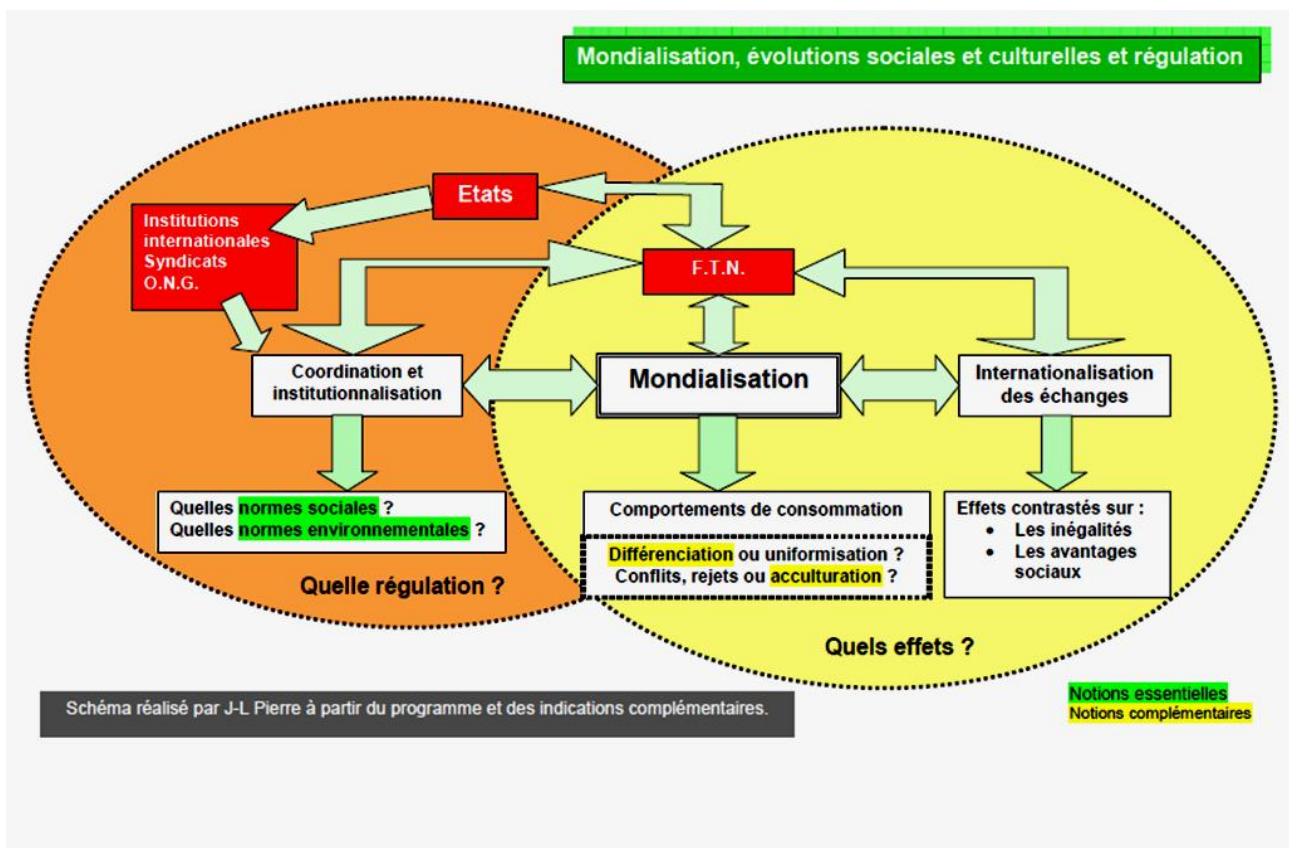 Mondialisation, évolutions sociales et culturelles et régulation
Etats
Institutions
internationales
Syndicats
O.N.G.
F.T.N.
Coordination et
institutionnalisation
Mondialisation
Internationalisation
des échanges
Quelles normes sociales ?
Quelles normes environnementales ?
Comportements de consommation
Différenciation ou uniformisation ?
Conflits, rejets ou acculturation ?
Effets contrastés sur :
• Les inégalités
• Les avantages
sociaux
Quelle régulation ?
Quels effets ?
Schéma réalisé par J-L Pierre à partir du programme et des indications complémentaires.
Notions essentielles
Notions complémentaires